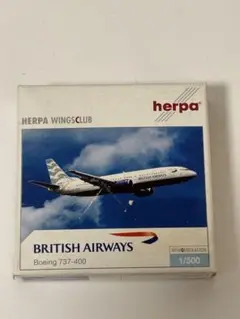 herpa
HERPA WINGSCLUB
BRITISH AIRWAYS
Boeing 737-400
1/500